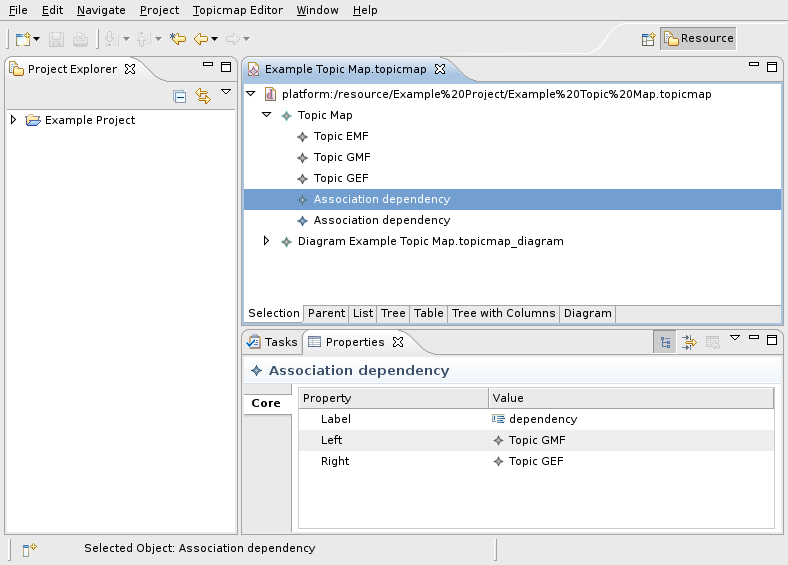 File Edit Navigate Project Topicmap Editor Window Help
Resource
Project Explorer
Example Project
Example Topic Map.topicmap
platform:/resource/Example%20Project/Example%20Topic%20Map.topicmap
Topic Map
Topic EMF
Topic GMF
Topic GEF
Association dependency
Association dependency
Diagram Example Topic Map.topicmap_diagram
Selection Parent List Tree Table Tree with Columns Diagram
Tasks Properties
Association dependency
Core
Property Value
Label dependency
Left Topic GMF
Right Topic GEF
Selected Object: Association dependency